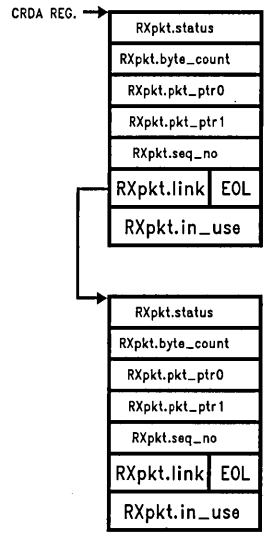 CRDA REG.
RXpkt.status
RXpkt.byte_count
RXpkt.pkt_ptr0
RXpkt.pkt_ptr1
RXpkt.seq_no
RXpkt.link EOL
RXpkt.in_use
RXpkt.status
RXpkt.byte_count
RXpkt.pkt_ptr0
RXpkt.pkt_ptr1
RXpkt.seq_no
RXpkt.link EOL
RXpkt.in_use